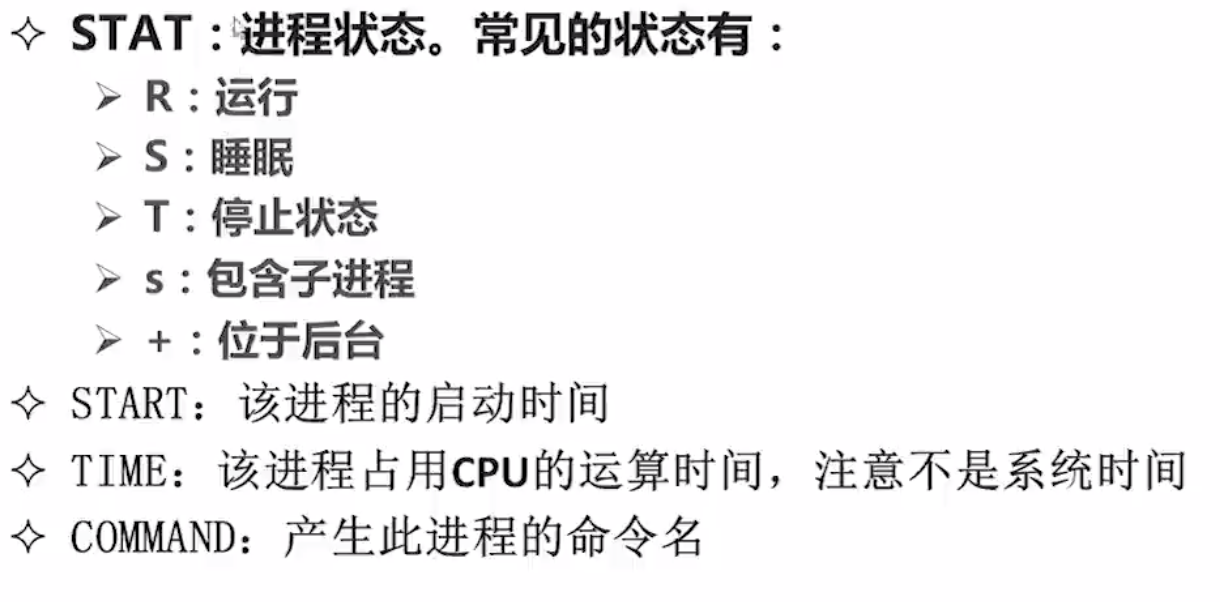 ✧ STAT：进程状态。常见的状态有：
➢ R：运行
➢ S：睡眠
➢ T：停止状态
➢ s：包含子进程
➢ +：位于后台
✧ START：该进程的启动时间
✧ TIME：该进程占用CPU的运算时间，注意不是系统时间
✧ COMMAND：产生此进程的命令名